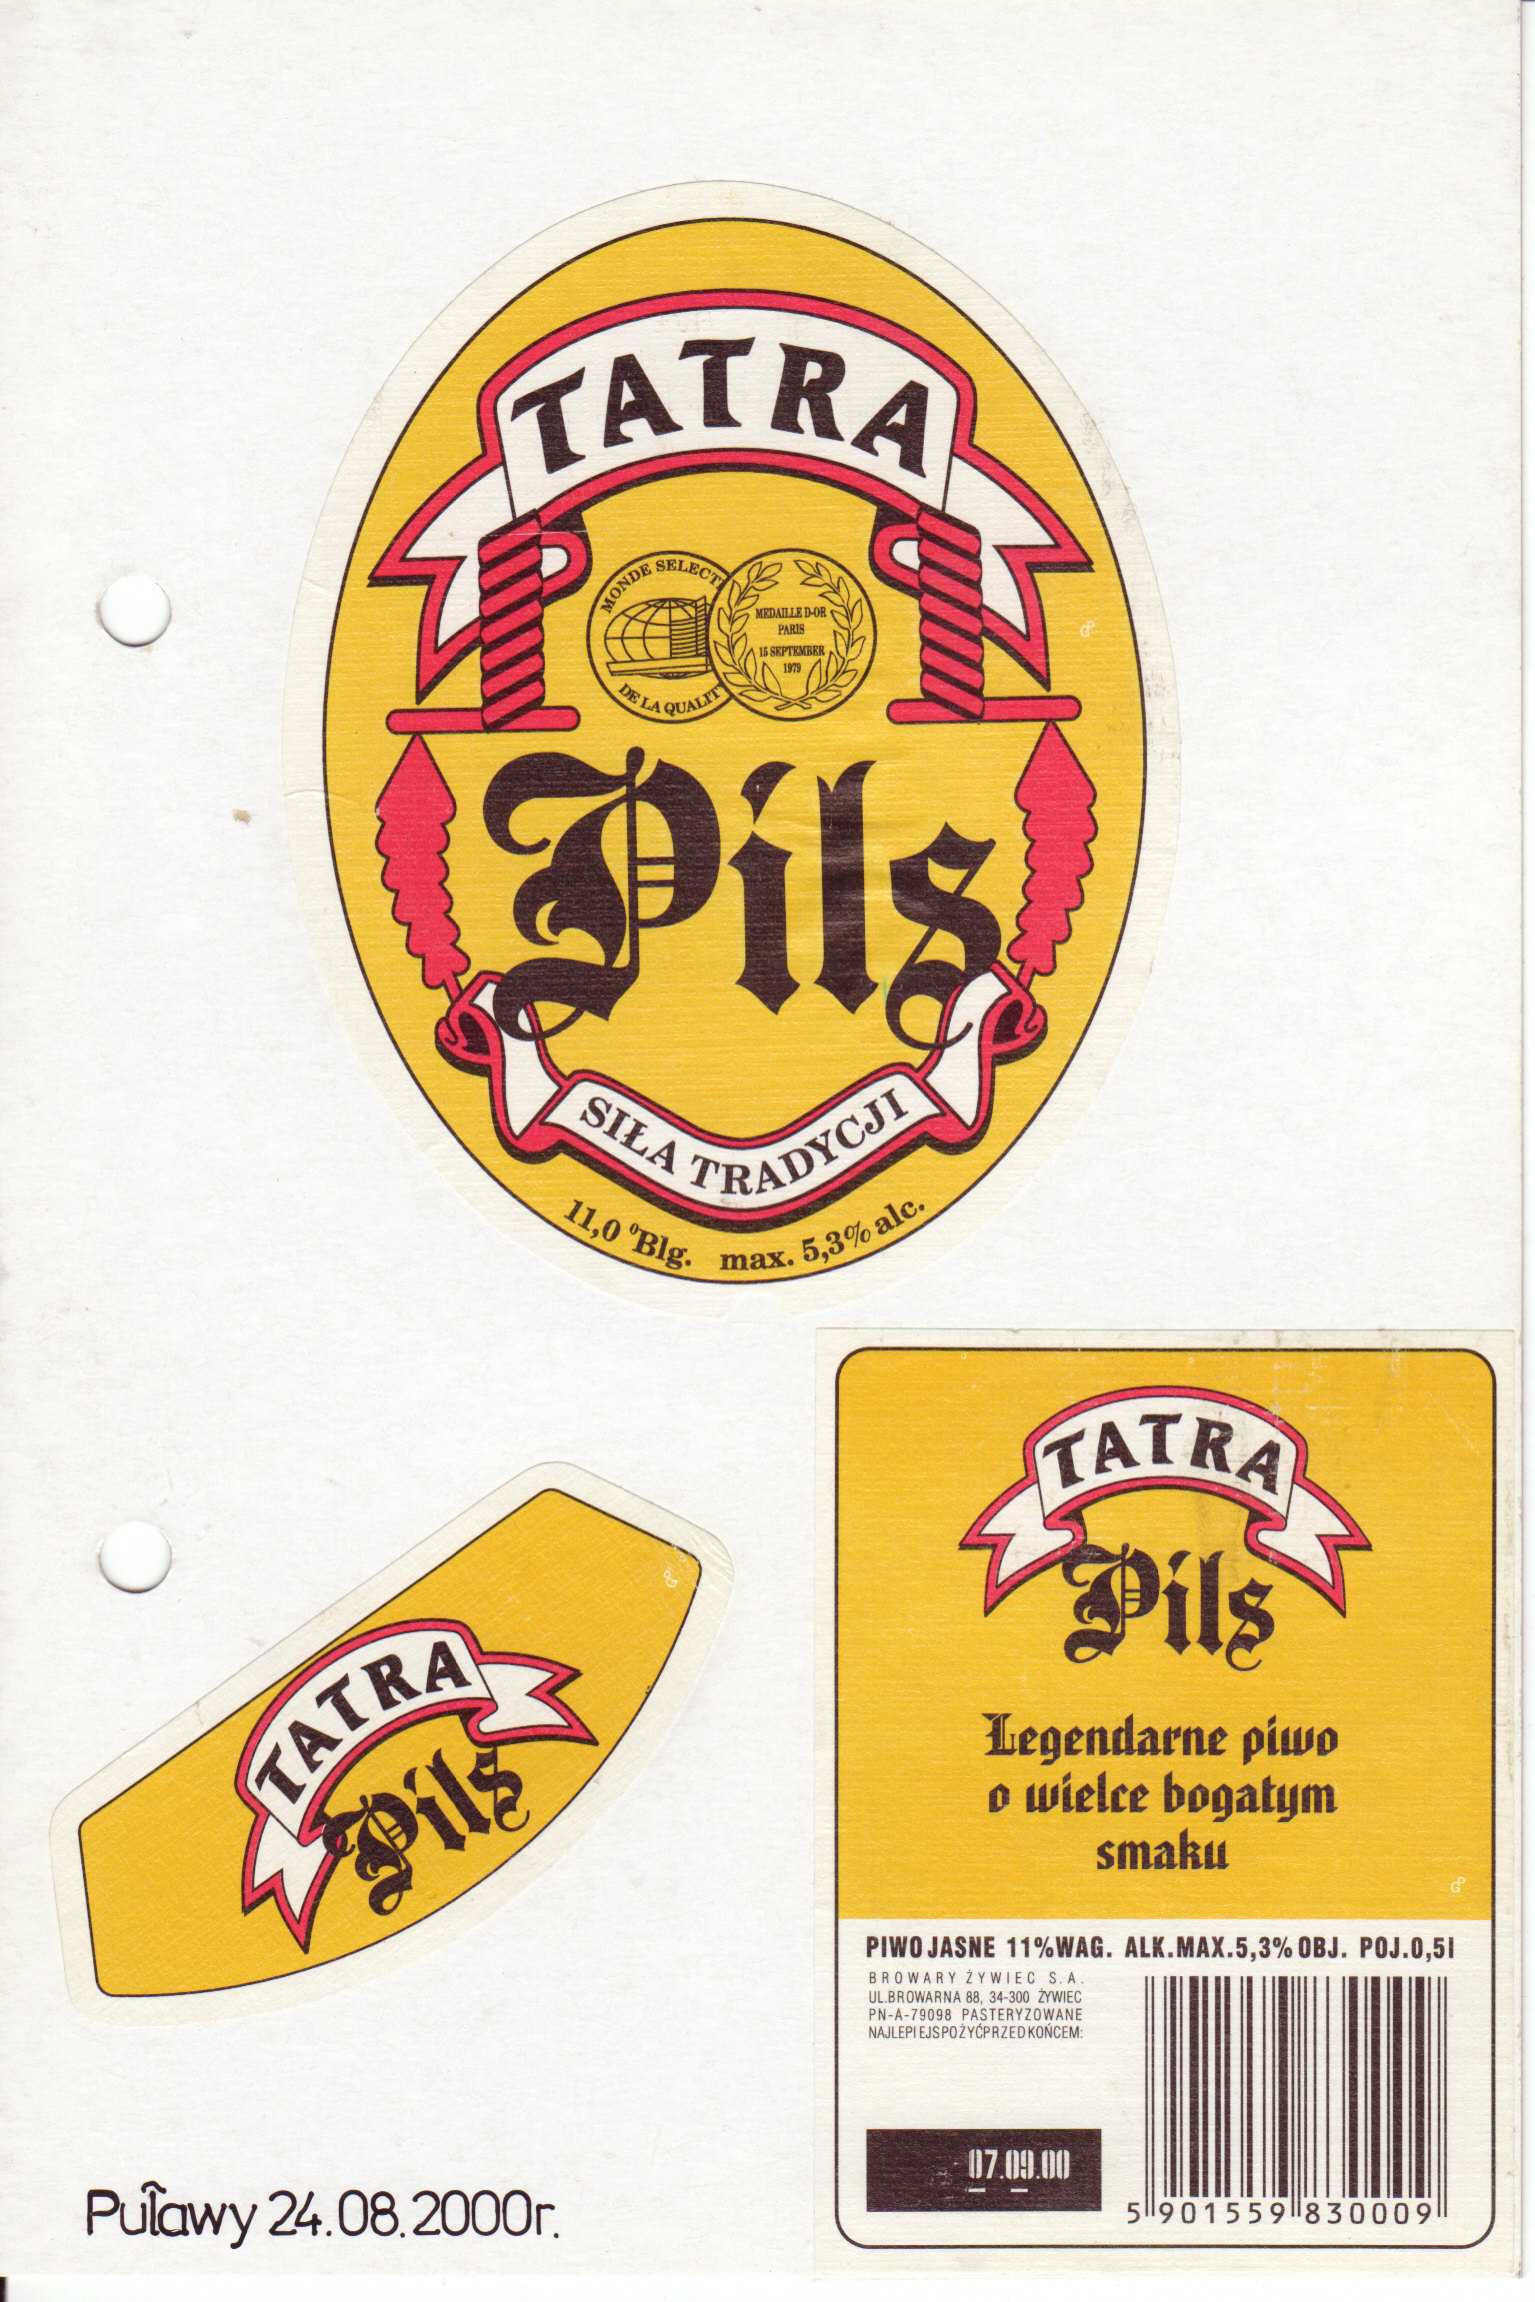 TATRA
MONDE SELECT
DE LA QUALIT
MEDAILLE D-OR
PARIS
15 SEPTEMBER
1979
Pils
SIŁA TRADYCJI
11,0 °Blg. max. 5,3% alc.
TATRA
Pils
TATRA
Pils
Legendarne piwo
o wielce bogatym
smaku
PIWO JASNE 11%WAG. ALK.MAX.5,3% OBJ. POJ.0,5l
BROWARY ŻYWIEC S.A.
UL.BROWARNA 88, 34-300 ŻYWIEC
PN-A-79098 PASTERYZOWANE
NAJLEPIEJ SPOŻYĆ PRZED KOŃCEM:
07.09.00
5 901559 830009
Puławy 24.08.2000r.